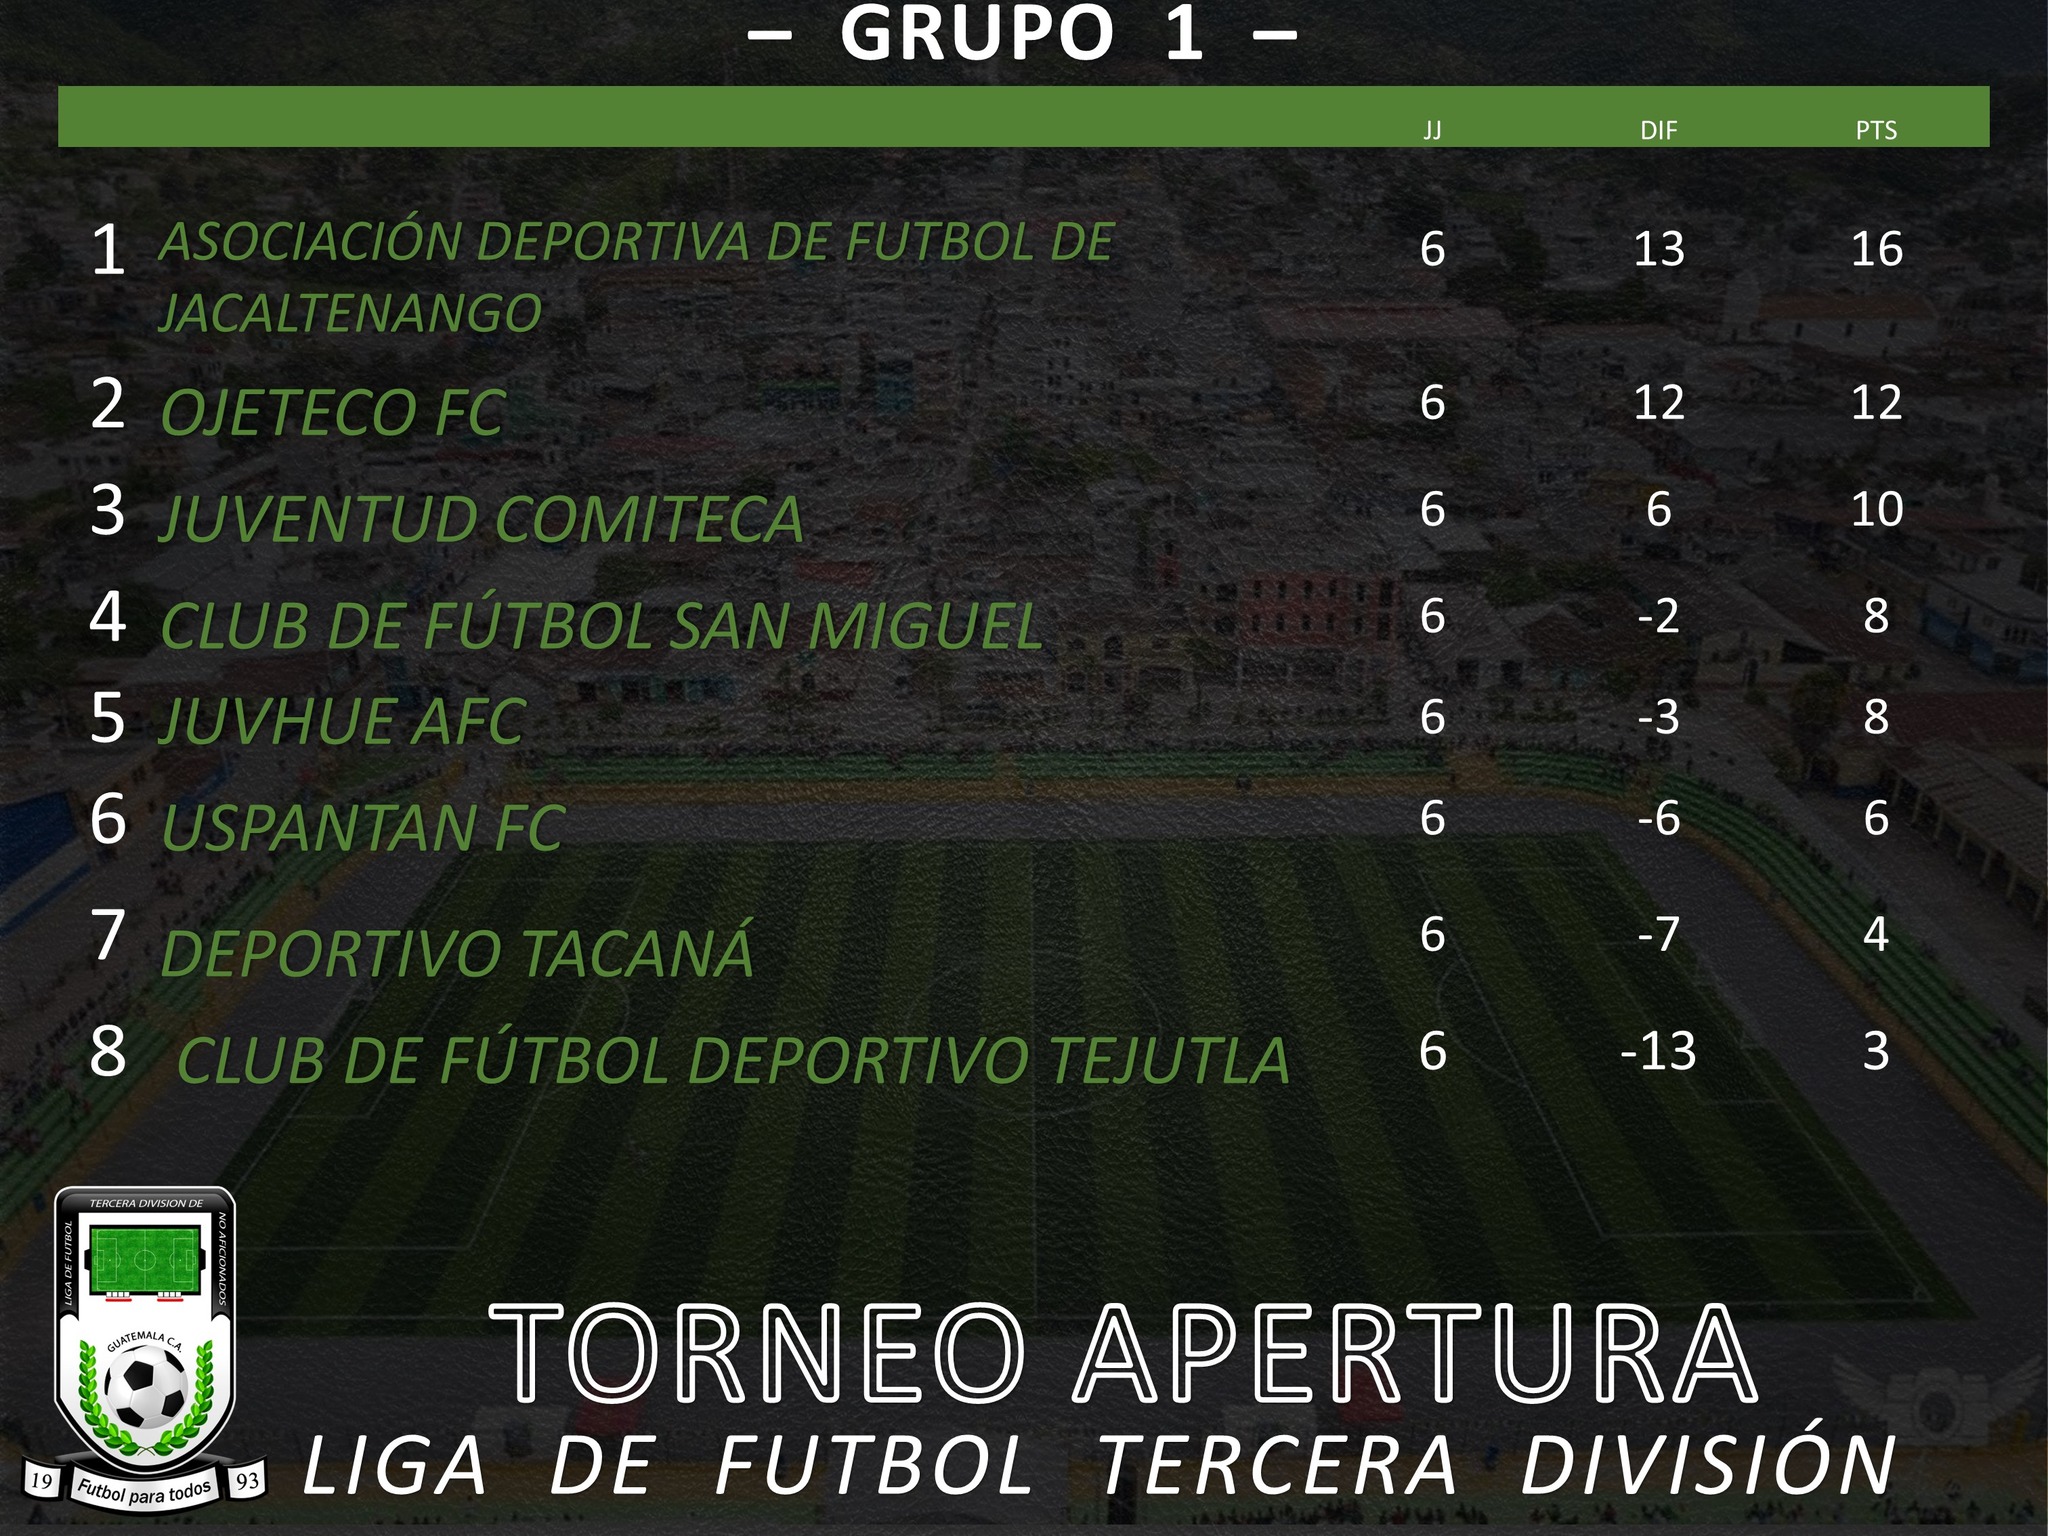 – GRUPO 1 –
JJ DIF PTS
1 ASOCIACIÓN DEPORTIVA DE FUTBOL DE 6 13 16
JACALTENANGO
2 OJETECO FC 6 12 12
3 JUVENTUD COMITECA 6 6 10
4 CLUB DE FÚTBOL SAN MIGUEL 6 -2 8
5 JUVHUE AFC 6 -3 8
6 USPANTAN FC 6 -6 6
7 DEPORTIVO TACANÁ 6 -7 4
8 CLUB DE FÚTBOL DEPORTIVO TEJUTLA 6 -13 3
LIGA DE FUTBOL
TERCERA DIVISION DE
NO AFICIONADOS
GUATEMALA C.A.
19 Futbol para todos 93
TORNEO APERTURA
LIGA DE FUTBOL TERCERA DIVISIÓN